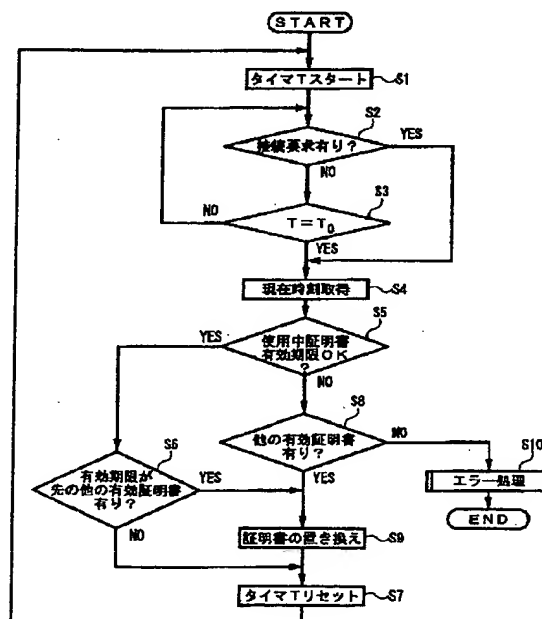 START
タイマTスタート
S1
S2
接続要求有り?
YES
NO
S3
NO
T=T₀
YES
現在時刻取得
S4
S5
YES
使用中証明書
有効期限OK
?
NO
S8
S6
他の有効証明書
有り?
NO
S10
有効期限が
先の他の有効証明書
有り?
YES
YES
エラー処理
END
NO
証明書の置き換え
S9
タイマTリセット
S7